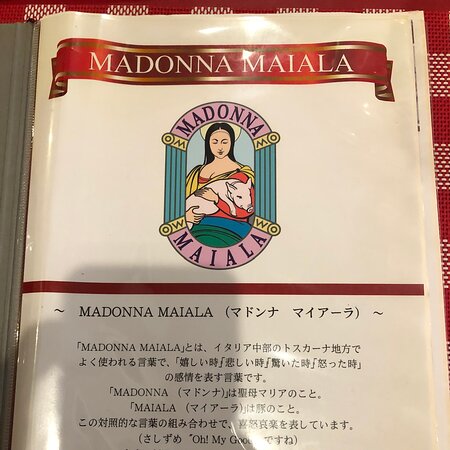 MADONNA MAIALA
MADONNA
MAIALA
～ MADONNA MAIALA （マドンナ　マイアーラ） ～
「MADONNA MAIALA」とは、イタリア中部のトスカーナ地方で
よく使われる言葉で、「嬉しい時」「悲しい時」「驚いた時」「怒った時」
の感情を表す言葉です。
「MADONNA （マドンナ）」は聖母マリアのこと。
「MAIALA （マイアーラ）」は豚のこと。
この対照的な言葉の組み合わせで、喜怒哀楽を表しています。
（さしずめ〝Oh! My ですね）